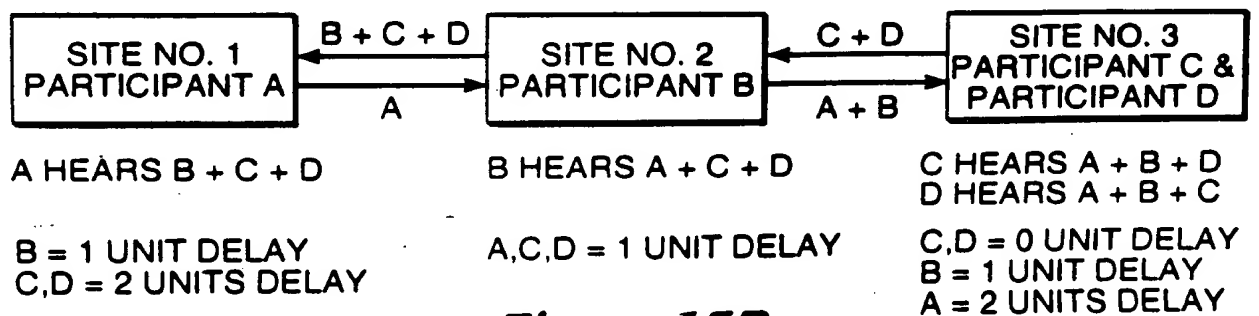 SITE NO. 1
PARTICIPANT A
B + C + D
A
SITE NO. 2
PARTICIPANT B
C + D
A + B
SITE NO. 3
PARTICIPANT C &
PARTICIPANT D
A HEARS B + C + D
B = 1 UNIT DELAY
C,D = 2 UNITS DELAY
B HEARS A + C + D
A,C,D = 1 UNIT DELAY
C HEARS A + B + D
D HEARS A + B + C
C,D = 0 UNIT DELAY
B = 1 UNIT DELAY
A = 2 UNITS DELAY